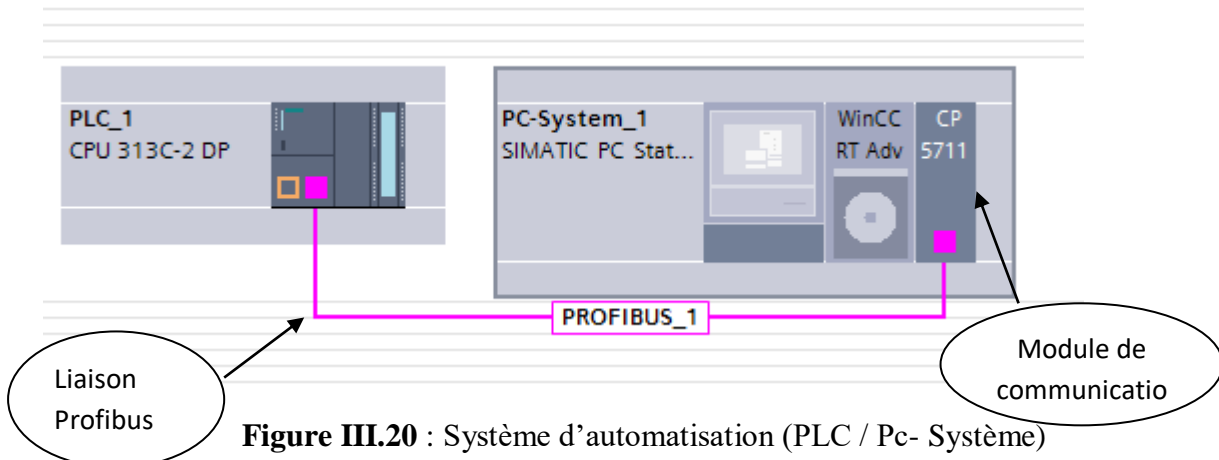 PLC_1
CPU 313C-2 DP
PC-System_1
SIMATIC PC Stat...
WinCC
RT Adv
CP
5711
PROFIBUS_1
Liaison
Profibus
Module de
communicatio
Figure III.20 : Système d’automatisation (PLC / Pc- Système)